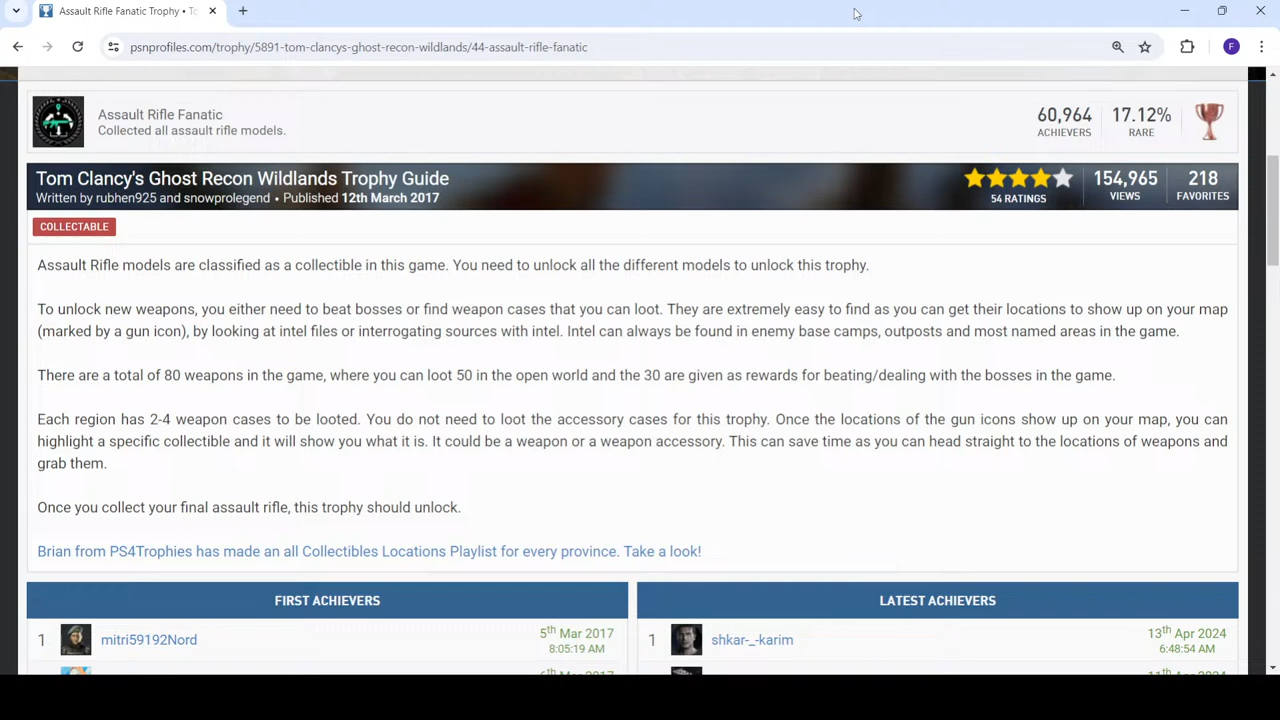 Assault Rifle Fanatic Trophy • To
psnprofiles.com/trophy/5891-tom-clancys-ghost-recon-wildlands/44-assault-rifle-fanatic
F
Assault Rifle Fanatic
Collected all assault rifle models.
60,964
ACHIEVERS
17.12%
RARE
Tom Clancy's Ghost Recon Wildlands Trophy Guide
Written by rubhen925 and snowprolegend • Published 12th March 2017
54 RATINGS
154,965
VIEWS
218
FAVORITES
COLLECTABLE
Assault Rifle models are classified as a collectible in this game. You need to unlock all the different models to unlock this trophy.
To unlock new weapons, you either need to beat bosses or find weapon cases that you can loot. They are extremely easy to find as you can get their locations to show up on your map
(marked by a gun icon), by looking at intel files or interrogating sources with intel. Intel can always be found in enemy base camps, outposts and most named areas in the game.
There are a total of 80 weapons in the game, where you can loot 50 in the open world and the 30 are given as rewards for beating/dealing with the bosses in the game.
Each region has 2-4 weapon cases to be looted. You do not need to loot the accessory cases for this trophy. Once the locations of the gun icons show up on your map, you can
highlight a specific collectible and it will show you what it is. It could be a weapon or a weapon accessory. This can save time as you can head straight to the locations of weapons and
grab them.
Once you collect your final assault rifle, this trophy should unlock.
Brian from PS4Trophies has made an all Collectibles Locations Playlist for every province. Take a look!
FIRST ACHIEVERS
1 mitri59192Nord 5th Mar 2017
8:05:19 AM
LATEST ACHIEVERS
1 shkar-_-karim 13th Apr 2024
6:48:54 AM